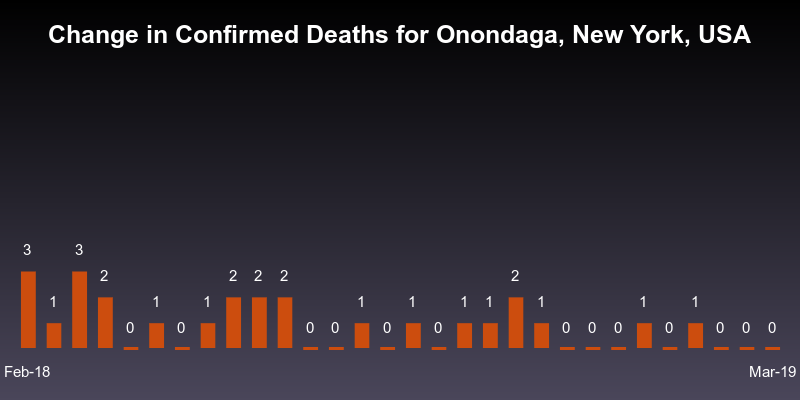 Change in Confirmed Deaths for Onondaga, New York, USA
3 1 3 2 0 1 0 1 2 2 2 0 0 1 0 1 0 1 1 2 1 0 0 0 1 0 1 0 0 0
Feb-18 Mar-19